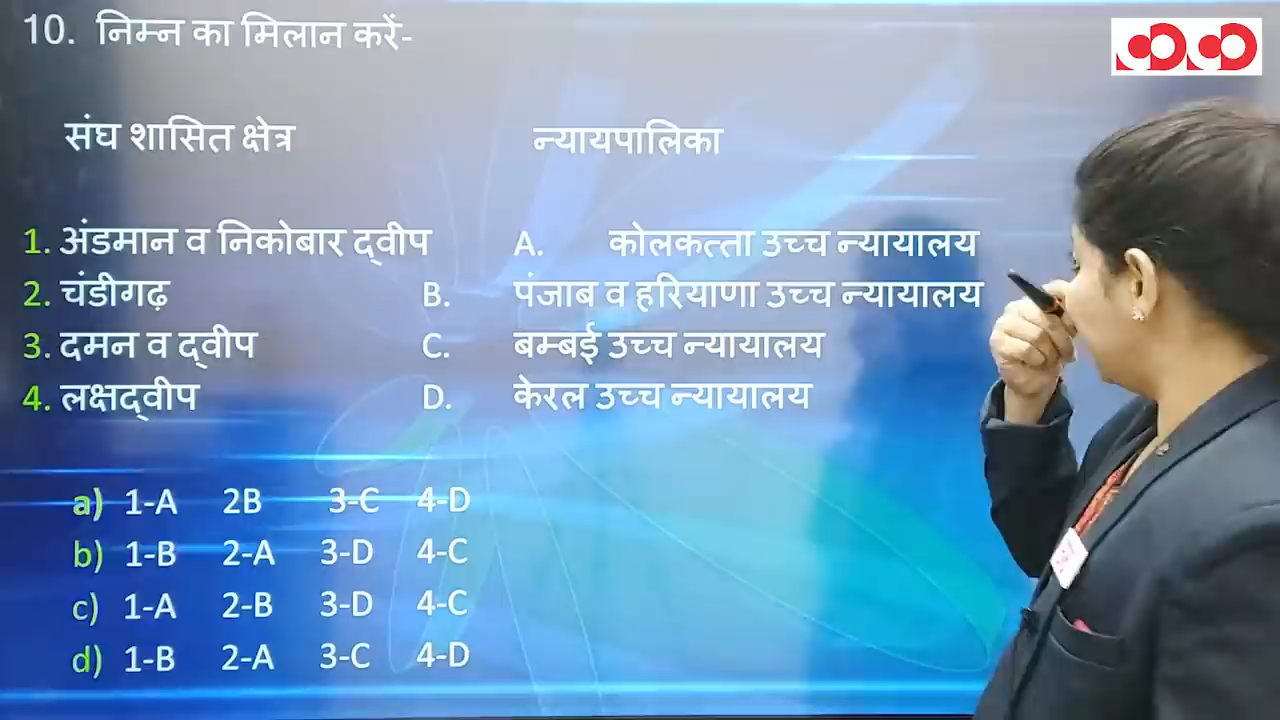 10. निम्न का मिलान करें-
संघ शासित क्षेत्र न्यायपालिका
1. अंडमान व निकोबार द्वीप A. कोलकत्ता उच्च न्यायालय
2. चंडीगढ़ B. पंजाब व हरियाणा उच्च न्यायालय
3. दमन व द्वीप C. बम्बई उच्च न्यायालय
4. लक्षद्वीप D. केरल उच्च न्यायालय
a) 1-A 2B 3-C 4-D
b) 1-B 2-A 3-D 4-C
c) 1-A 2-B 3-D 4-C
d) 1-B 2-A 3-C 4-D